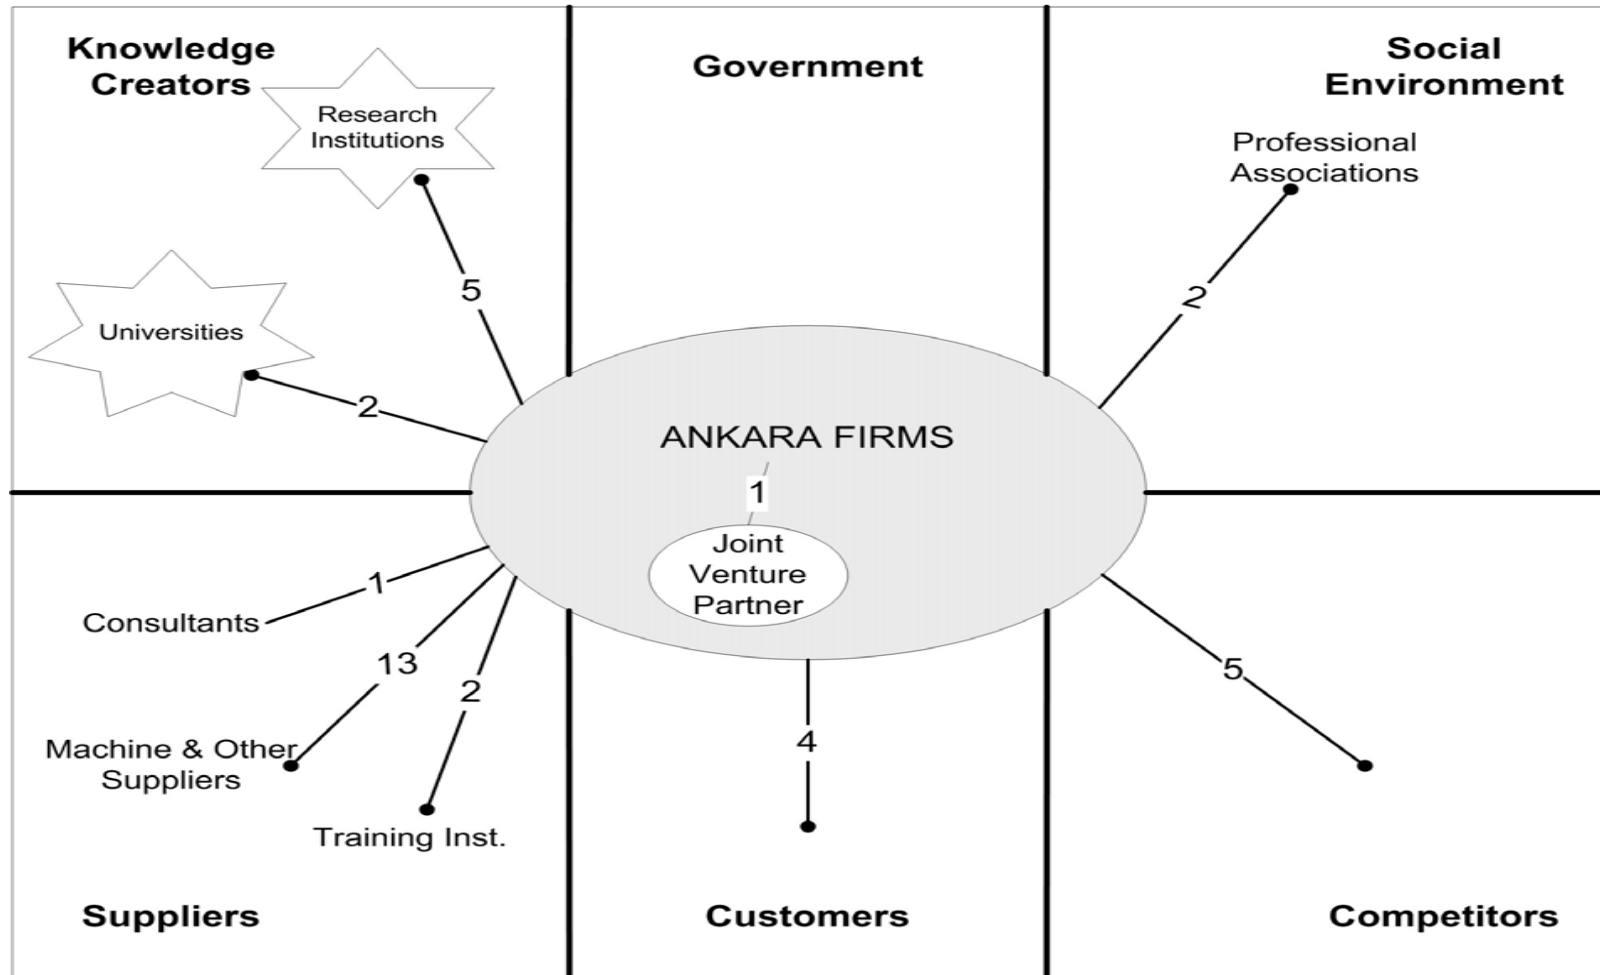 Knowledge
Creators
Research
Institutions
5
Universities
2
Government
Social
Environment
Professional
Associations
2
ANKARA FIRMS
1
Joint
Venture
Partner
1
Consultants
13
2
Machine & Other
Suppliers
Training Inst.
Suppliers
4
Customers
5
Competitors